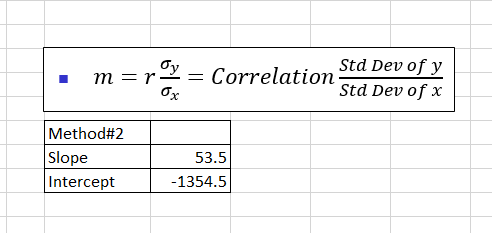 ▪ m = r σy/σx = Correlation Std Dev of y/Std Dev of x
Method#2
Slope 53.5
Intercept -1354.5